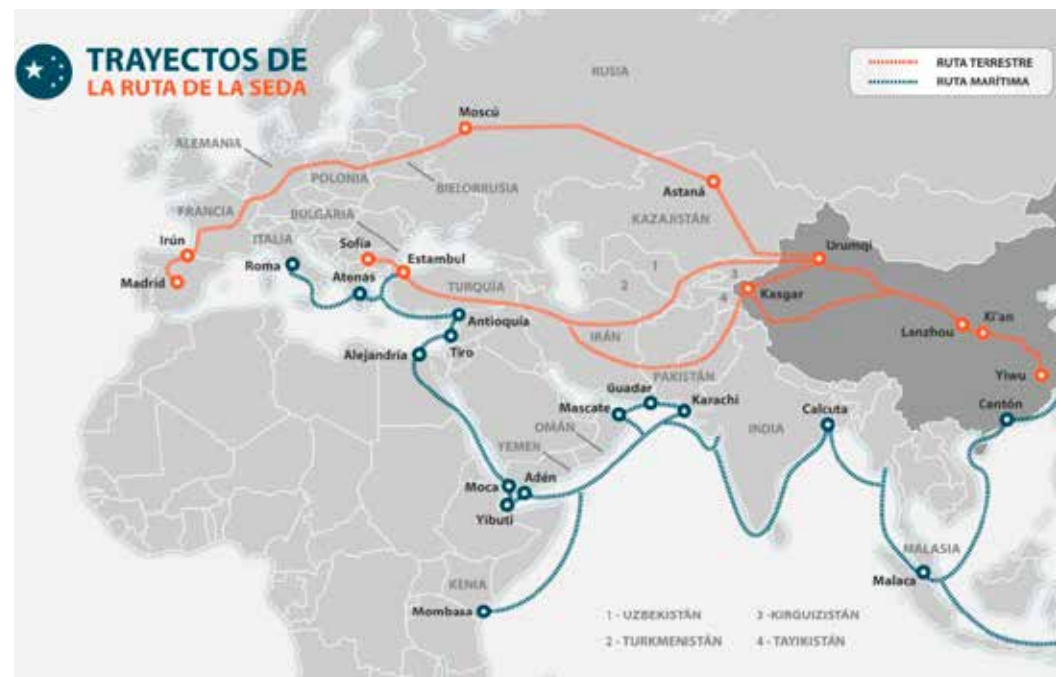 TRAYECTOS DE
LA RUTA DE LA SEDA
RUTA TERRESTRE
RUTA MARÍTIMA
RUSIA
Moscú
ALEMANIA
POLONIA
BIELORRUSIA
Astaná
KAZAJISTÁN
FRANCIA
BULGARIA
Irún
ITALIA
Sofía
Estambul
Urumqi
Roma
Atenas
Madrid
TURQUÍA
1
2
3
4
Kasgar
Antioquía
IRÁN
Lanzhou
Xi'an
Alejandría
Tiro
PAKISTÁN
Yiwu
Guadar
Mascate
Karachi
Calcuta
Cantón
OMÁN
INDIA
YEMEN
Moca
Adén
Yibuti
MALASIA
Malaca
KENIA
Mombasa
1 - UZBEKISTÁN
3 -KIRGUIZISTÁN
2 - TURKMENISTÁN
4 - TAYIKISTÁN